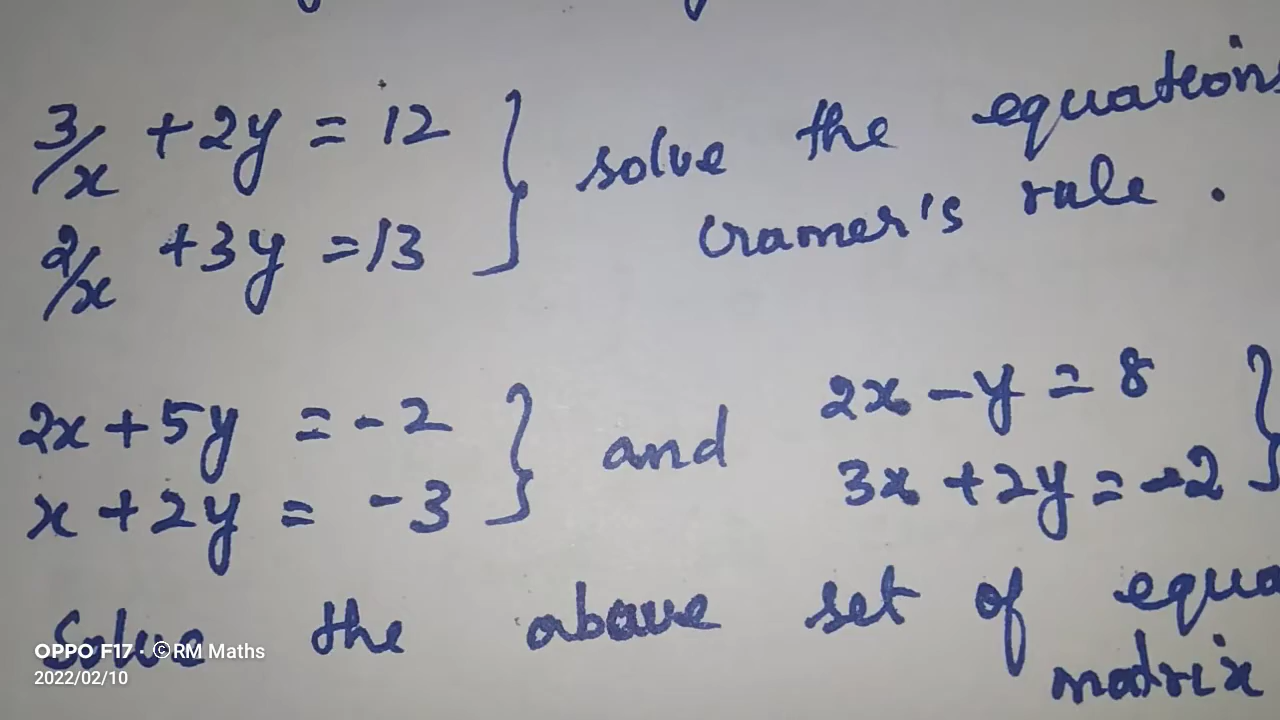 3/x + 2y = 12 } solve the equations
2/x + 3y = 13 cramer's rule .
2x + 5y = -2 } and 2x - y = 8 }
x + 2y = -3 3x + 2y = -2
Solve the above set of equa
matrix
OPPO F17 · ©RM Maths
2022/02/10